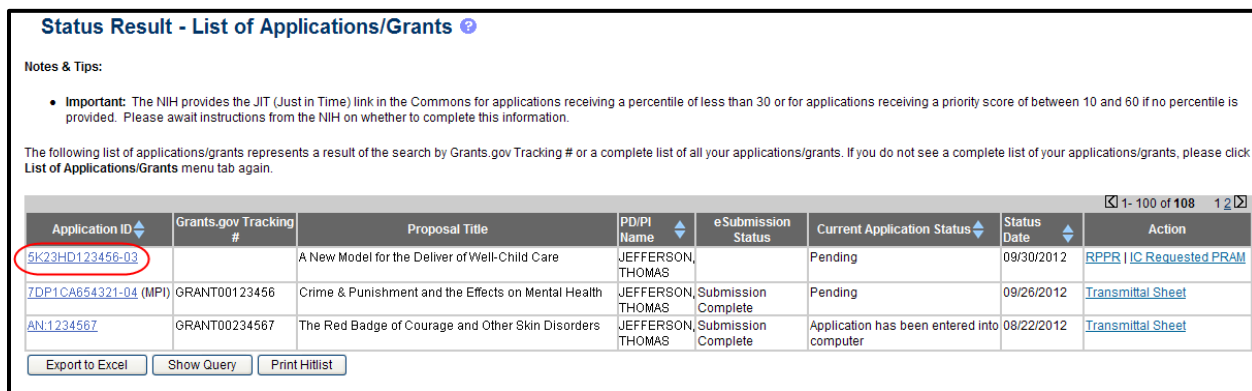 Status Result - List of Applications/Grants ?
Notes & Tips:
• Important: The NIH provides the JIT (Just in Time) link in the Commons for applications receiving a percentile of less than 30 or for applications receiving a priority score of between 10 and 60 if no percentile is
provided. Please await instructions from the NIH on whether to complete this information.
The following list of applications/grants represents a result of the search by Grants.gov Tracking # or a complete list of all your applications/grants. If you do not see a complete list of your applications/grants, please click
List of Applications/Grants menu tab again.
1- 100 of 108 1 2
Application ID Grants.gov Tracking # Proposal Title PD/PI Name eSubmission Status Current Application Status Status Date Action
5K23HD123456-03 A New Model for the Deliver of Well-Child Care JEFFERSON, THOMAS Pending 09/30/2012 RPPR | IC Requested PRAM
7DP1CA654321-04 (MPI) GRANT00123456 Crime & Punishment and the Effects on Mental Health JEFFERSON, THOMAS Submission Complete Pending 09/26/2012 Transmittal Sheet
AN:1234567 GRANT00234567 The Red Badge of Courage and Other Skin Disorders JEFFERSON, THOMAS Submission Complete Application has been entered into computer 08/22/2012 Transmittal Sheet
Export to Excel Show Query Print Hitlist